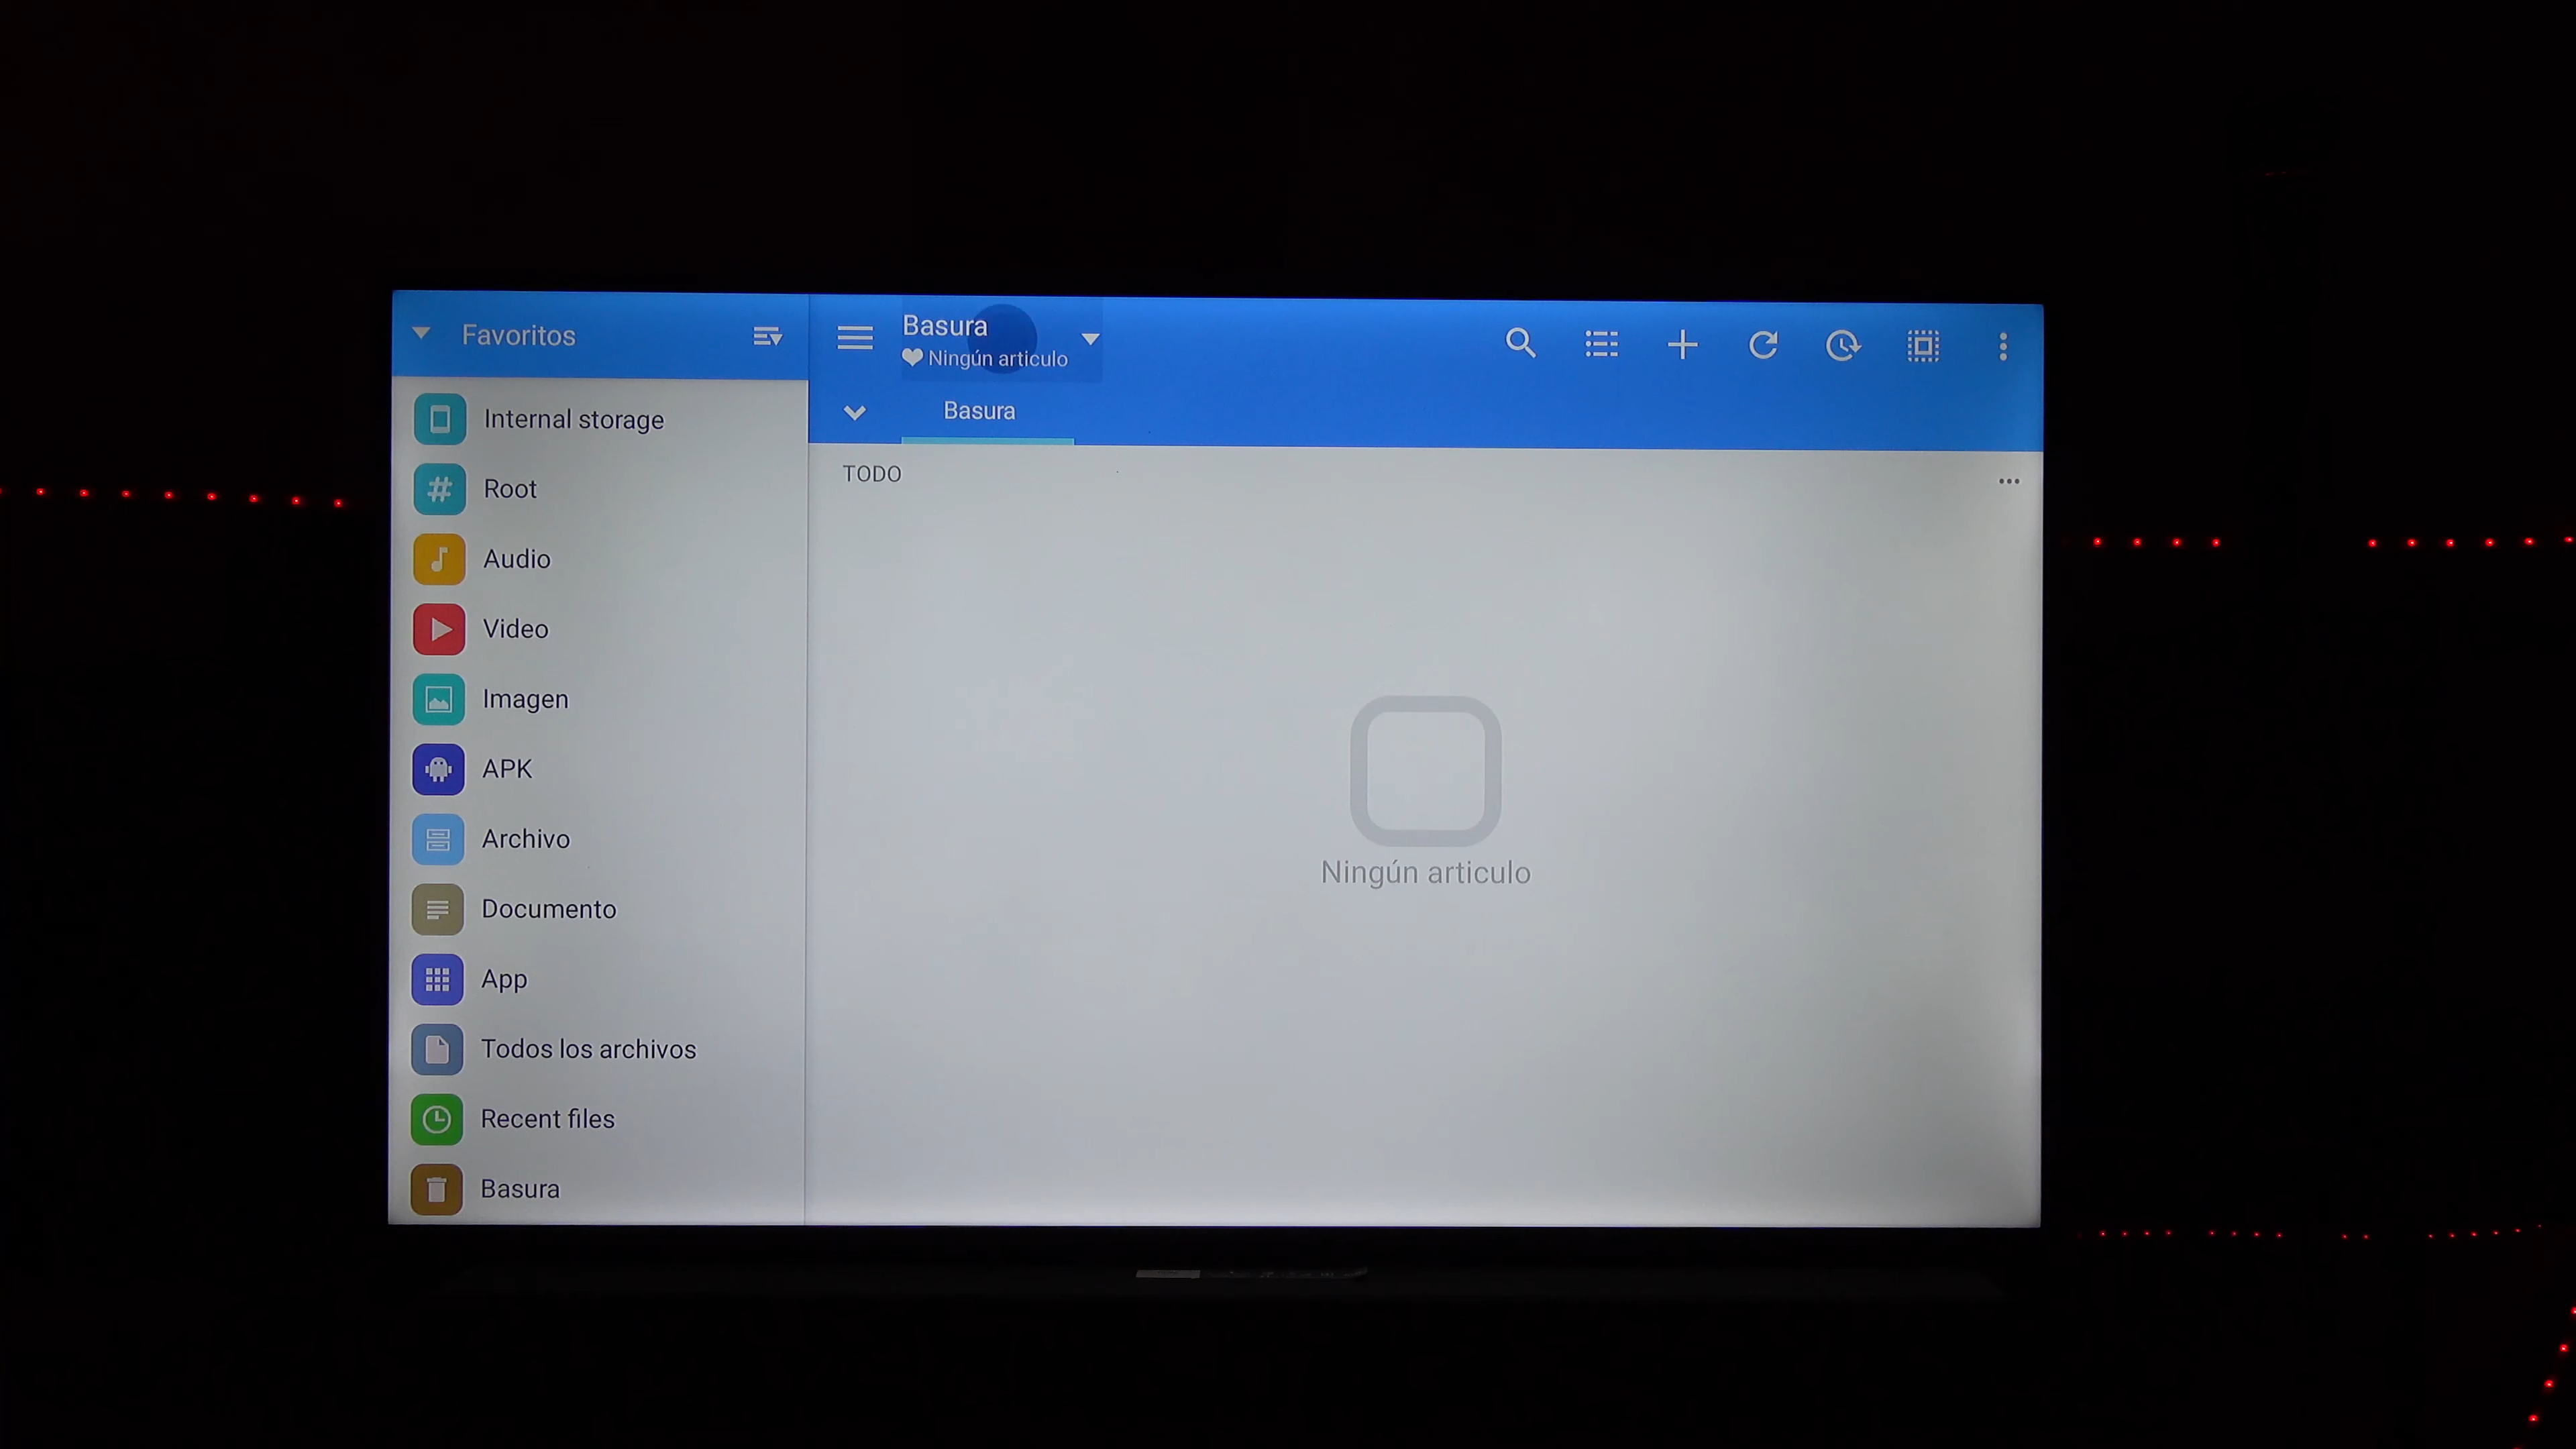 Favoritos
Internal storage
Root
Audio
Video
Imagen
APK
Archivo
Documento
App
Todos los archivos
Recent files
Basura
Basura
Ningún articulo
Basura
TODO
Ningún articulo